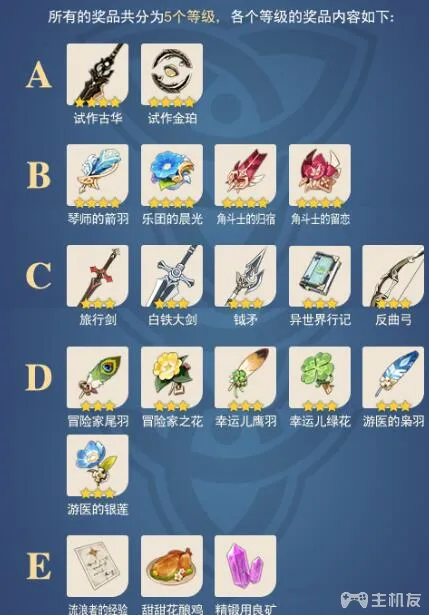 所有的奖品共分为5个等级，各个等级的奖品内容如下：
A
试作古华 试作金珀
B
琴师的箭羽 乐团的晨光 角斗士的归宿 角斗士的留恋
C
旅行剑 白铁大剑 钺矛 异世界行记 反曲弓
D
冒险家尾羽 冒险家之花 幸运儿鹰羽 幸运儿绿花 游医的枭羽
游医的银莲
E
流浪者的经验 甜甜花酿鸡 精锻用良矿
主机友